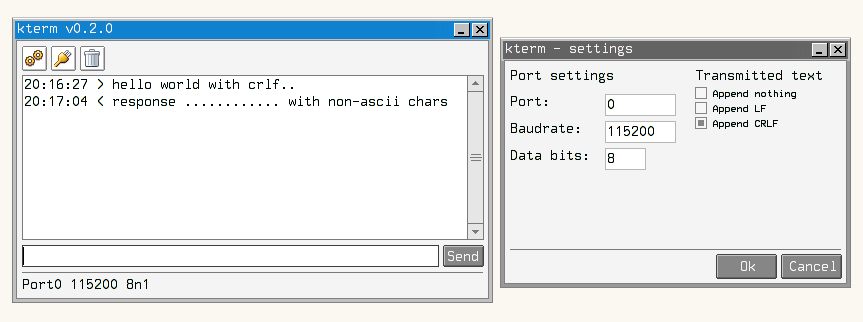 kterm v0.2.0
20:16:27 > hello world with crlf..
20:17:04 < response ............ with non-ascii chars
Send
Port0 115200 8n1
kterm - settings
Port settings
Port: 0
Baudrate: 115200
Data bits: 8
Transmitted text
Append nothing
Append LF
Append CRLF
Ok Cancel